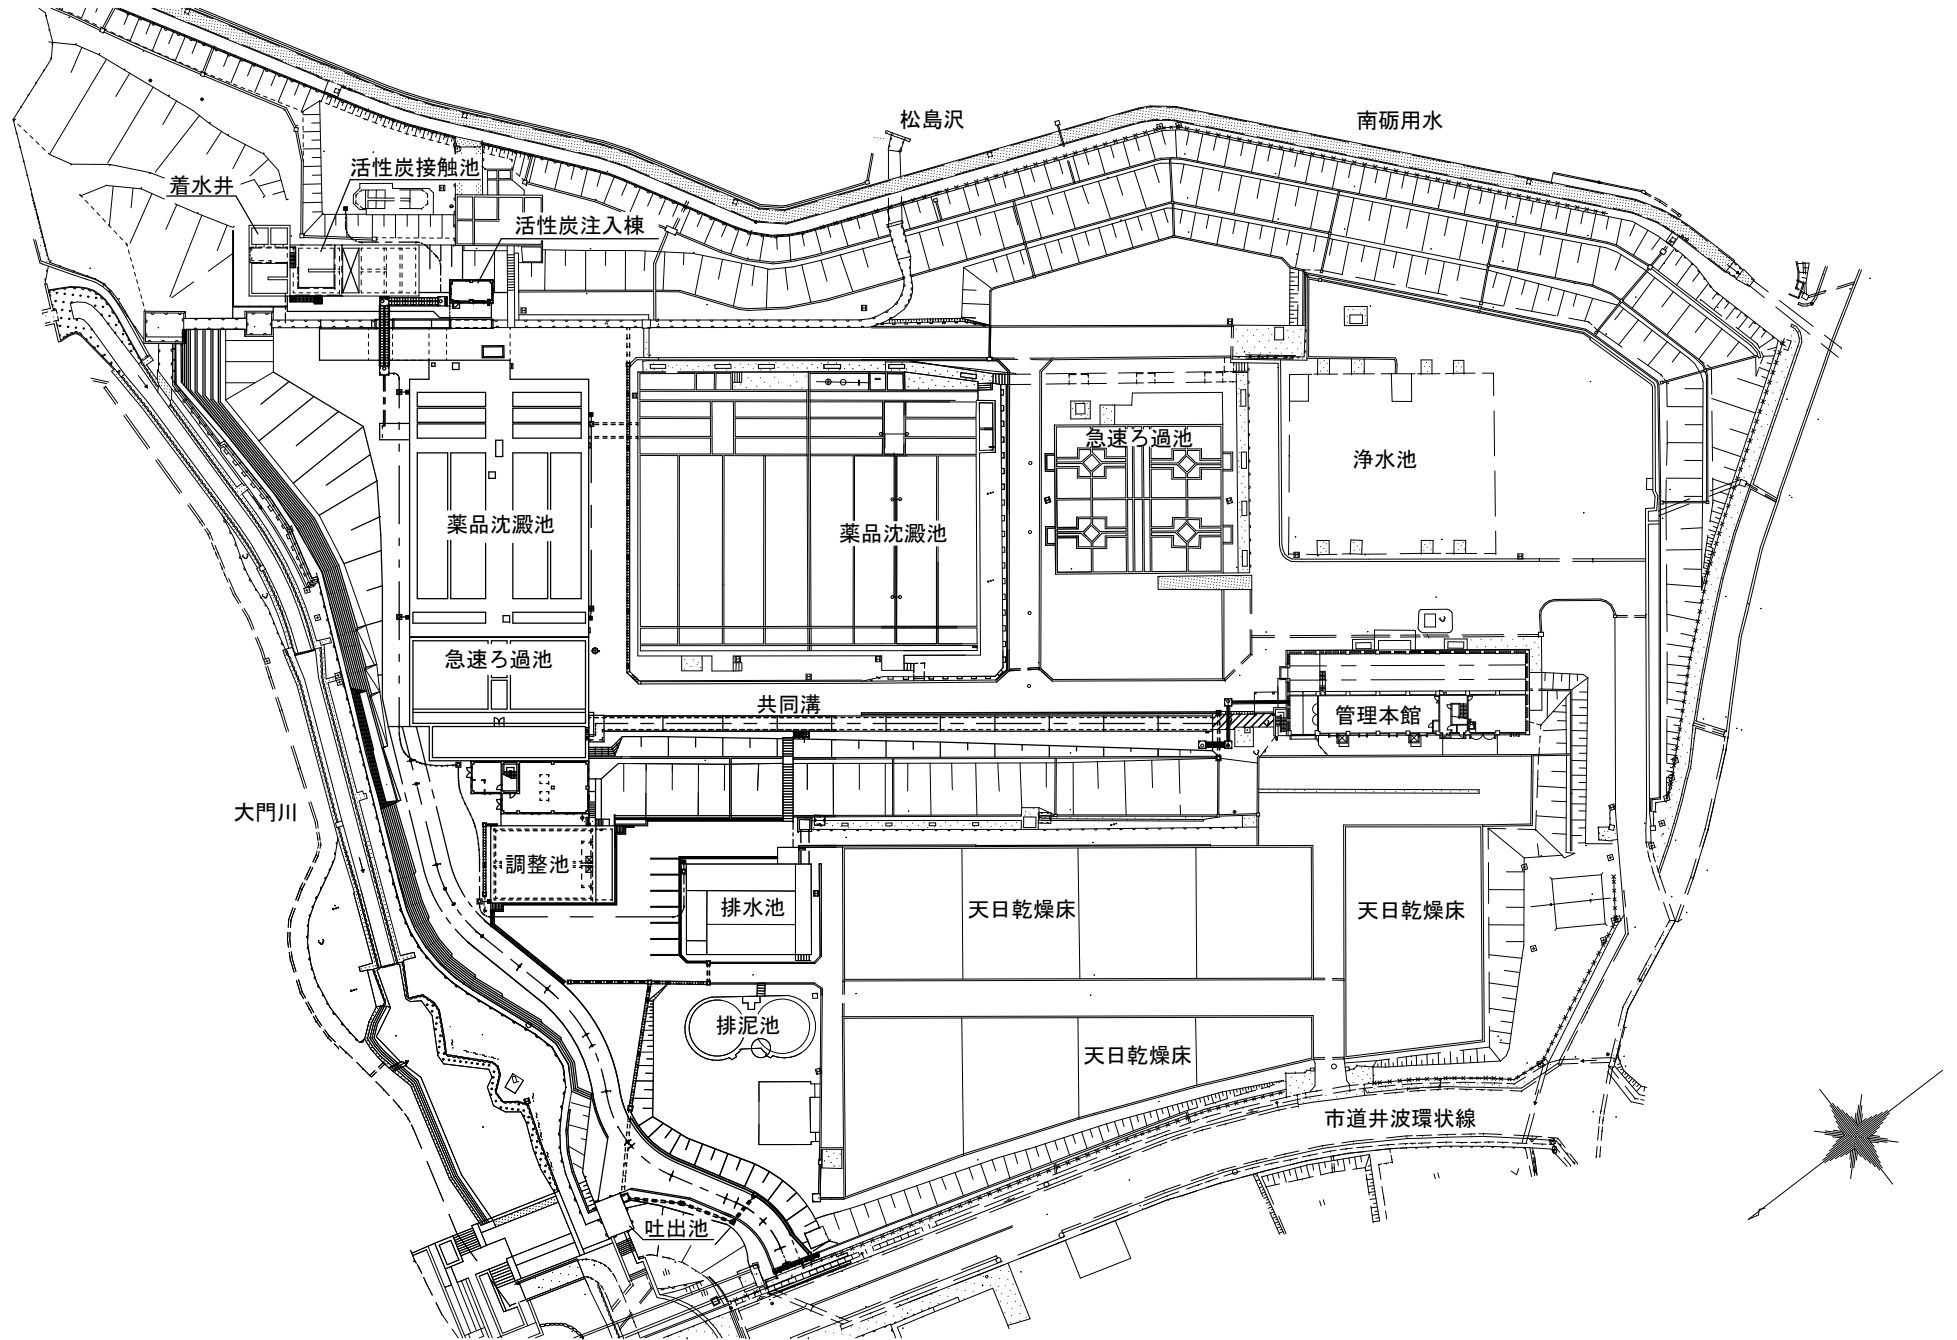 松島沢
南砺用水
活性炭接触池
着水井
活性炭注入棟
急速ろ過池
浄水池
薬品沈澱池
薬品沈澱池
急速ろ過池
共同溝
管理本館
大門川
調整池
排水池
天日乾燥床
天日乾燥床
排泥池
天日乾燥床
市道井波環状線
吐出池